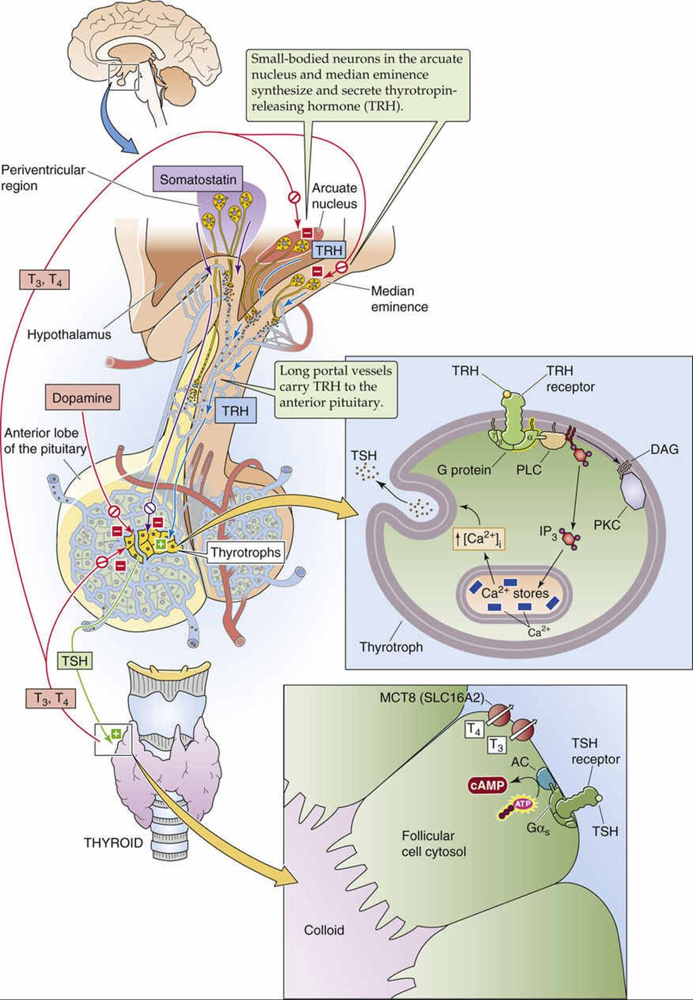 Small-bodied neurons in the arcuate
nucleus and median eminence
synthesize and secrete thyrotropin-
releasing hormone (TRH).
Periventricular
region
Somatostatin
Arcuate
nucleus
TRH
T3, T4
Median
eminence
Hypothalamus
Long portal vessels
carry TRH to the
anterior pituitary.
Dopamine
TRH
Anterior lobe
of the pituitary
Thyrotrophs
TSH
T3, T4
THYROID
TRH
TRH
receptor
TSH
γ
β
α
G protein
PLC
DAG
PKC
IP3
↑ [Ca2+]i
Ca2+ stores
Ca2+
Thyrotroph
MCT8 (SLC16A2)
T4
T3
TSH
receptor
AC
cAMP
ATP
Gαs
TSH
Follicular
cell cytosol
Colloid